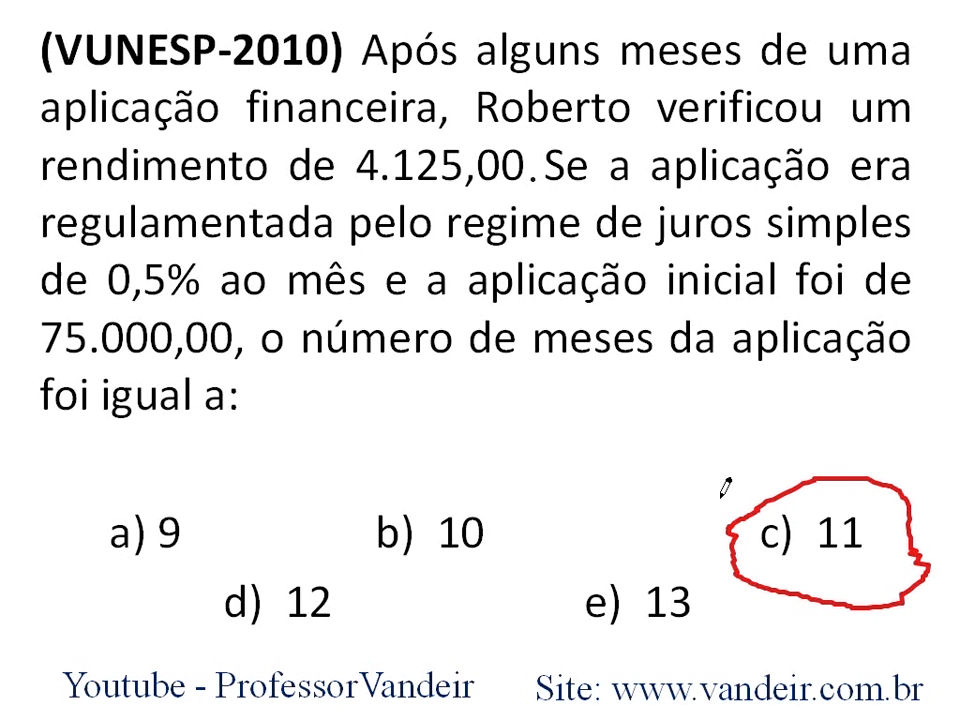 (VUNESP-2010) Após alguns meses de uma
aplicação financeira, Roberto verificou um
rendimento de 4.125,00. Se a aplicação era
regulamentada pelo regime de juros simples
de 0,5% ao mês e a aplicação inicial foi de
75.000,00, o número de meses da aplicação
foi igual a:
a) 9 b) 10 c) 11
d) 12 e) 13
Youtube - ProfessorVandeir Site: www.vandeir.com.br